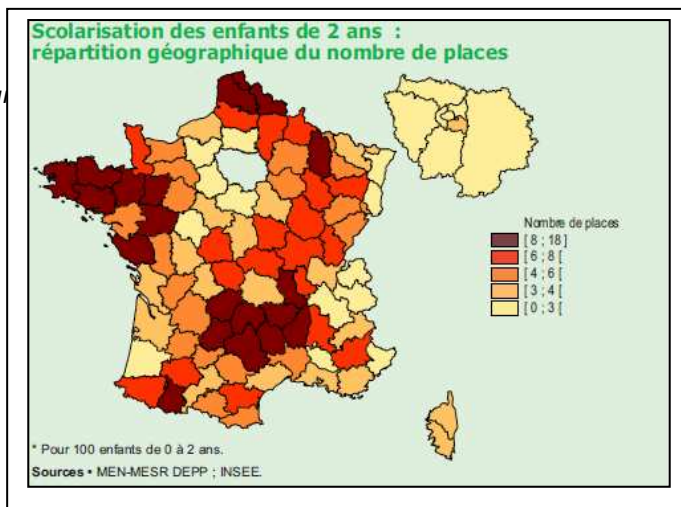 Scolarisation des enfants de 2 ans :
répartition géographique du nombre de places
Nombre de places
[ 8 ; 18 ]
[ 6 ; 8 [
[ 4 ; 6 [
[ 3 ; 4 [
[ 0 ; 3 [
* Pour 100 enfants de 0 à 2 ans.
Sources • MEN-MESR DEPP ; INSEE.